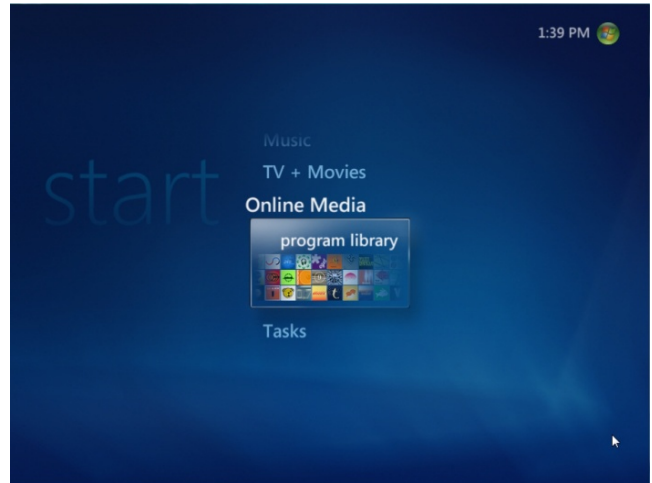 1:39 PM
Music
start
TV + Movies
Online Media
program library
Tasks